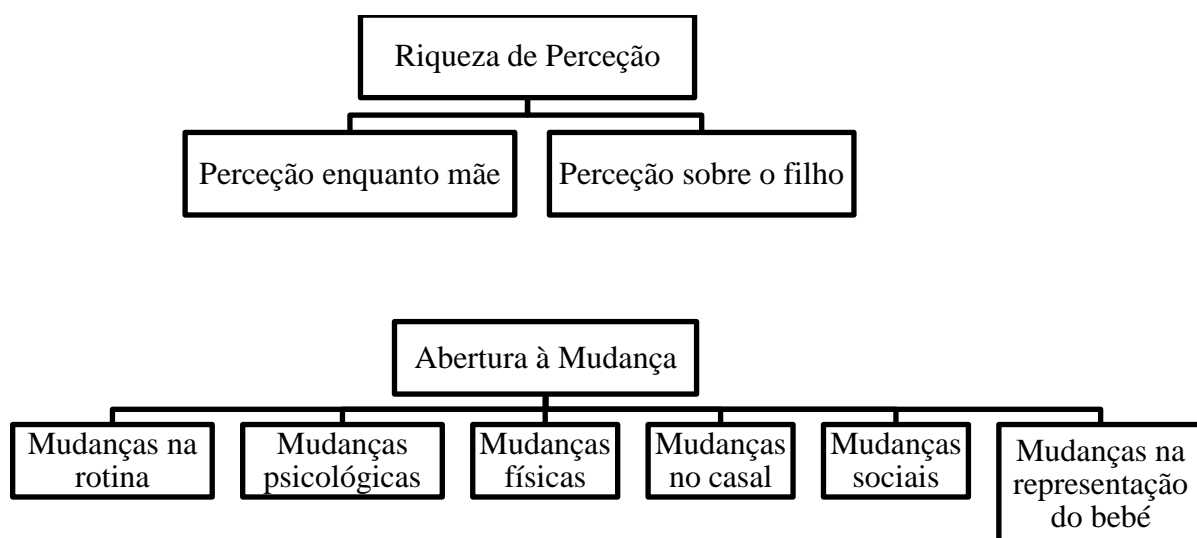 Riqueza de Perceção
Perceção enquanto mãe
Perceção sobre o filho
Abertura à Mudança
Mudanças na
rotina
Mudanças
psicológicas
Mudanças
físicas
Mudanças
no casal
Mudanças
sociais
Mudanças na
representação
do bebé